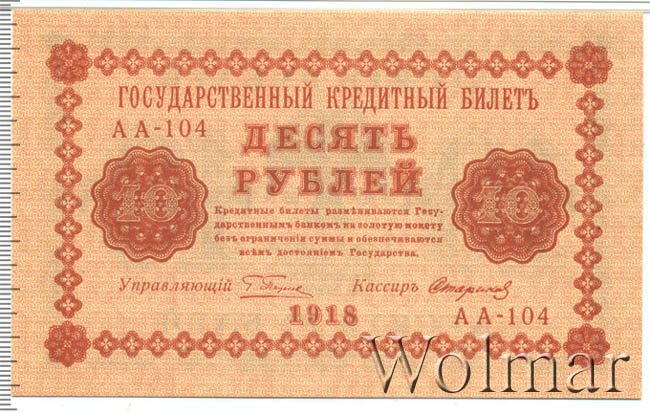 ГОСУДАРСТВЕННЫЙ КРЕДИТНЫЙ БИЛЕТЪ
АА-104
ДЕСЯТЬ
РУБЛЕЙ
10 10
Кредитные билеты размѣниваются Госу-
дарственнымъ банкомъ на золотую монету
безъ ограниченія суммы и обезпечиваются
всѣмъ достояніемъ Государства.
Управляющій Кассиръ Стариков
1918
АА-104
Wolmar